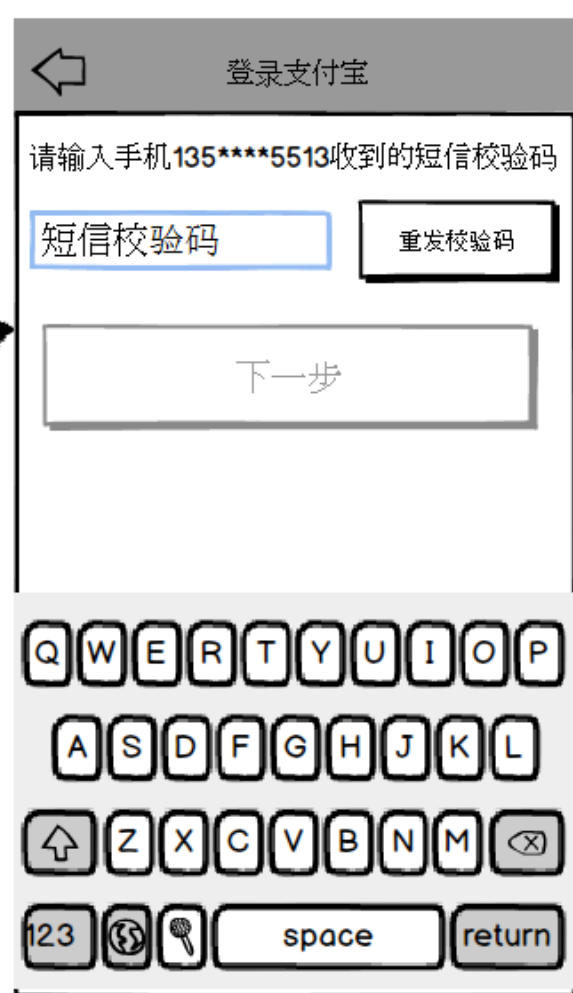 登录支付宝
请输入手机135****5513收到的短信校验码
短信校验码 重发校验码
下一步
Q W E R T Y U I O P
A S D F G H J K L
Z X C V B N M
123 space return